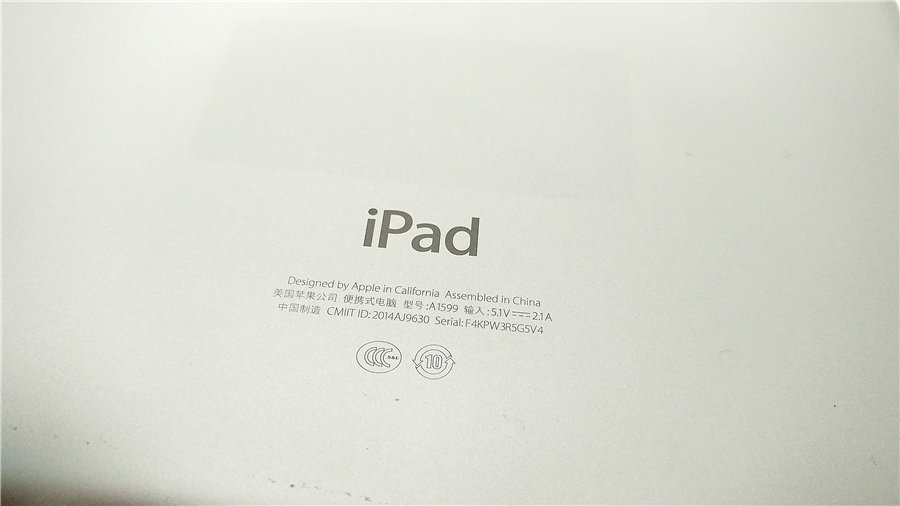 iPad
Designed by Apple in California Assembled in China
美国苹果公司 便携式电脑 型号:A1599 输入:5.1V⎓2.1A
中国制造 CMIIT ID: 2014AJ9630 Serial: F4KPW3R5G5V4
CCC 10